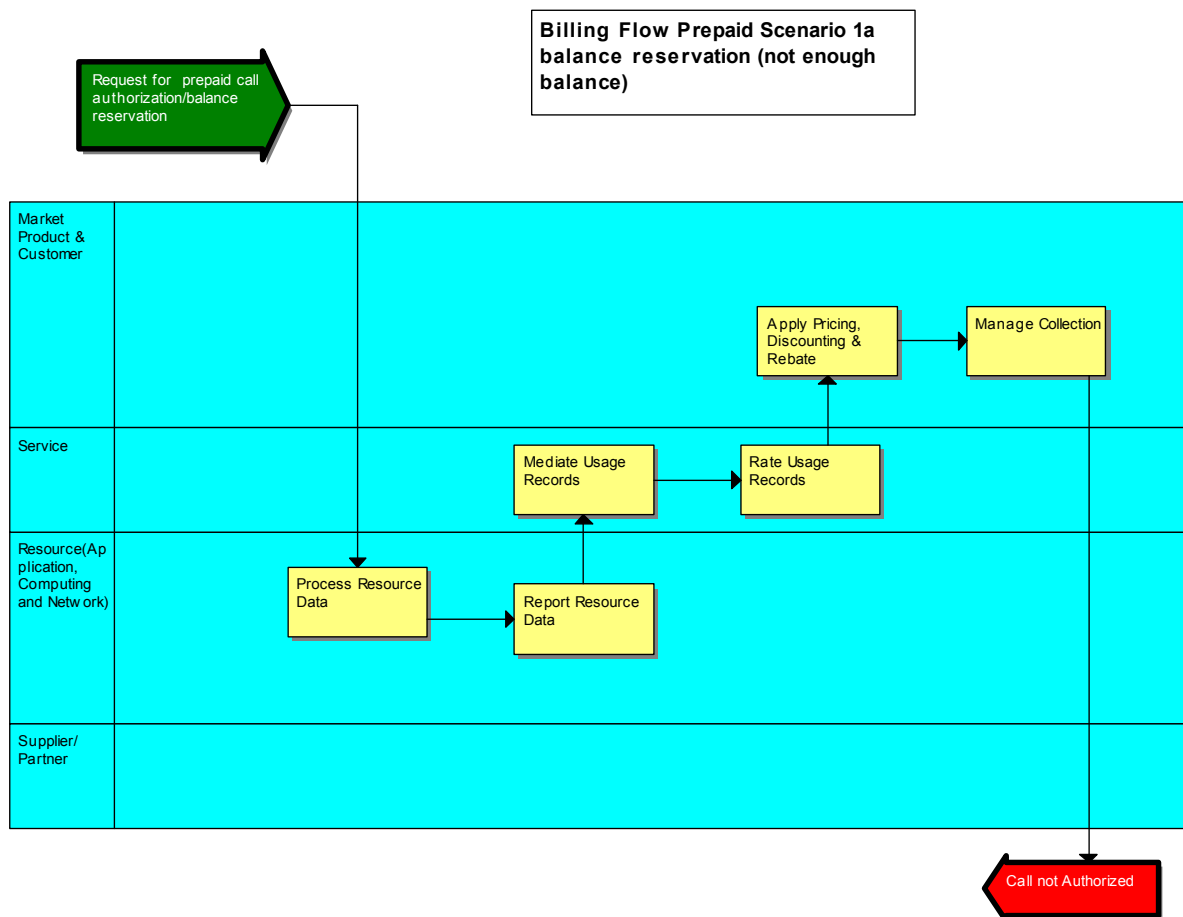 Billing Flow Prepaid Scenario 1a
balance reservation (not enough
balance)
Request for prepaid call
authorization/balance
reservation
Market
Product &
Customer
Apply Pricing,
Discounting &
Rebate
Manage Collection
Service
Mediate Usage
Records
Rate Usage
Records
Resource(Ap
plication,
Computing
and Network)
Process Resource
Data
Report Resource
Data
Supplier/
Partner
Call not Authorized